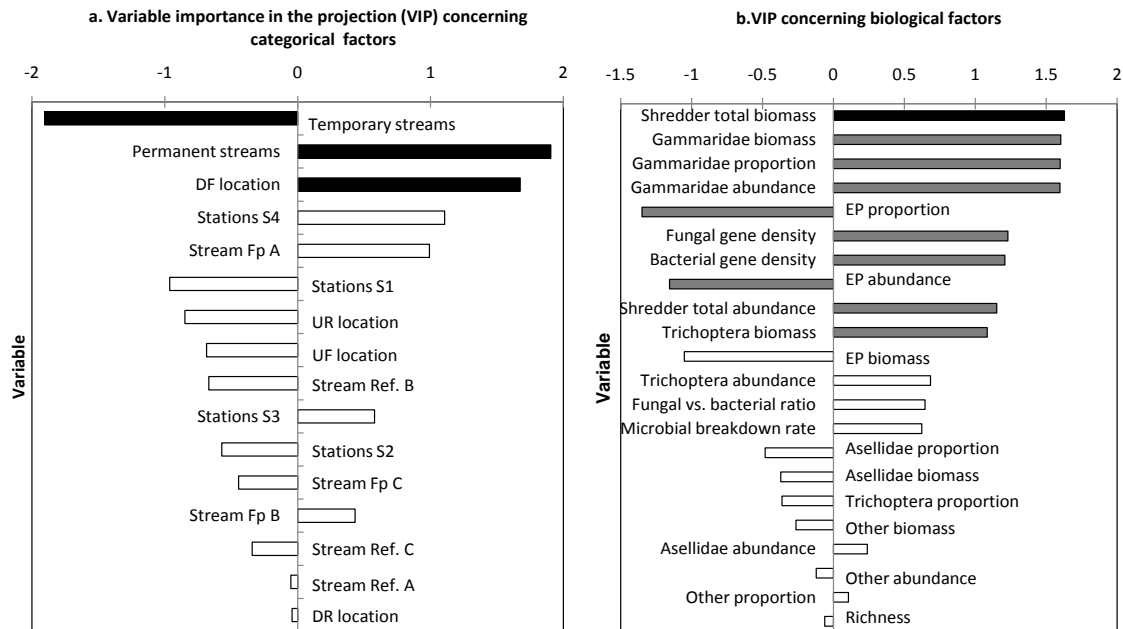 a. Variable importance in the projection (VIP) concerning
categorical factors
-2 -1 0 1 2
Variable
Temporary streams
Permanent streams
DF location
Stations S4
Stream Fp A
Stations S1
UR location
UF location
Stream Ref. B
Stations S3
Stations S2
Stream Fp C
Stream Fp B
Stream Ref. C
Stream Ref. A
DR location
b.VIP concerning biological factors
-1.5 -1 -0.5 0 0.5 1 1.5 2
Variable
Shredder total biomass
Gammaridae biomass
Gammaridae proportion
Gammaridae abundance
EP proportion
Fungal gene density
Bacterial gene density
EP abundance
Shredder total abundance
Trichoptera biomass
EP biomass
Trichoptera abundance
Fungal vs. bacterial ratio
Microbial breakdown rate
Asellidae proportion
Asellidae biomass
Trichoptera proportion
Other biomass
Asellidae abundance
Other abundance
Other proportion
Richness